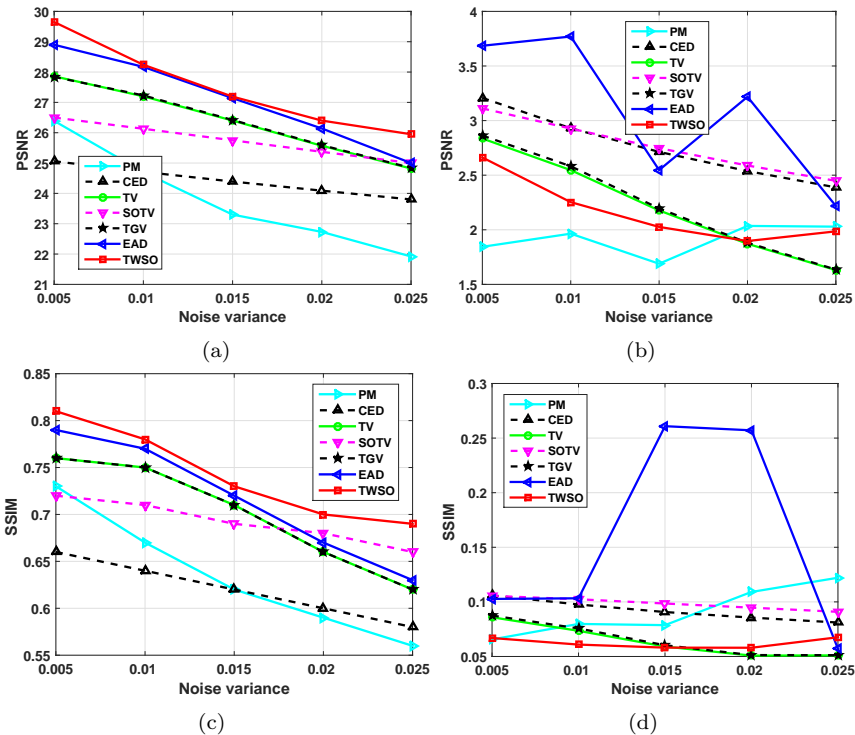 30
29
28
27
26
25
24
23
22
21
PSNR
0.005 0.01 0.015 0.02 0.025
Noise variance
PM
CED
TV
SOTV
TGV
EAD
TWSO
(a)
4
3.5
3
2.5
2
1.5
PSNR
0.005 0.01 0.015 0.02 0.025
Noise variance
PM
CED
TV
SOTV
TGV
EAD
TWSO
(b)
0.85
0.8
0.75
0.7
0.65
0.6
0.55
SSIM
0.005 0.01 0.015 0.02 0.025
Noise variance
PM
CED
TV
SOTV
TGV
EAD
TWSO
(c)
0.3
0.25
0.2
0.15
0.1
0.05
SSIM
0.005 0.01 0.015 0.02 0.025
Noise variance
PM
CED
TV
SOTV
TGV
EAD
TWSO
(d)